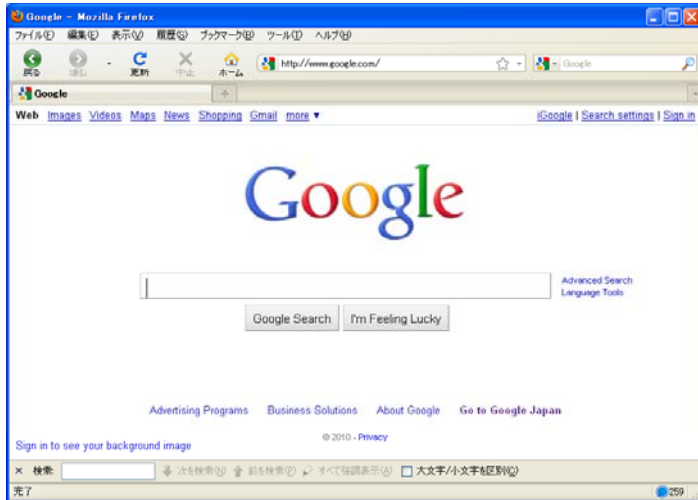 Google - Mozilla Firefox
ファイル(F) 編集(E) 表示(V) 履歴(S) ブックマーク(B) ツール(T) ヘルプ(H)
戻る 進む 更新 中止 ホーム http://www.google.com/ Google
Google
Web Images Videos Maps News Shopping Gmail more ▼ iGoogle | Search settings | Sign in
Google
Advanced Search
Language Tools
Google Search I'm Feeling Lucky
Advertising Programs Business Solutions About Google Go to Google Japan
© 2010 - Privacy
Sign in to see your background image
× 検索: 次を検索(N) 前を検索(P) すべて強調表示(A) 大文字/小文字を区別(C)
完了 259